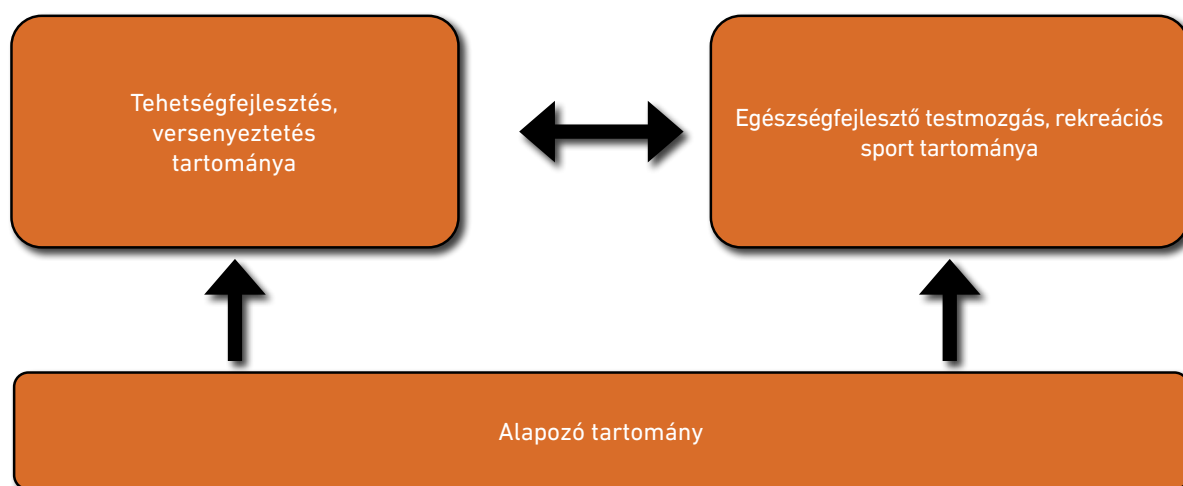 Tehetségfejlesztés,
versenyeztetés
tartománya
Egészségfejlesztő testmozgás, rekreációs
sport tartománya
Alapozó tartomány